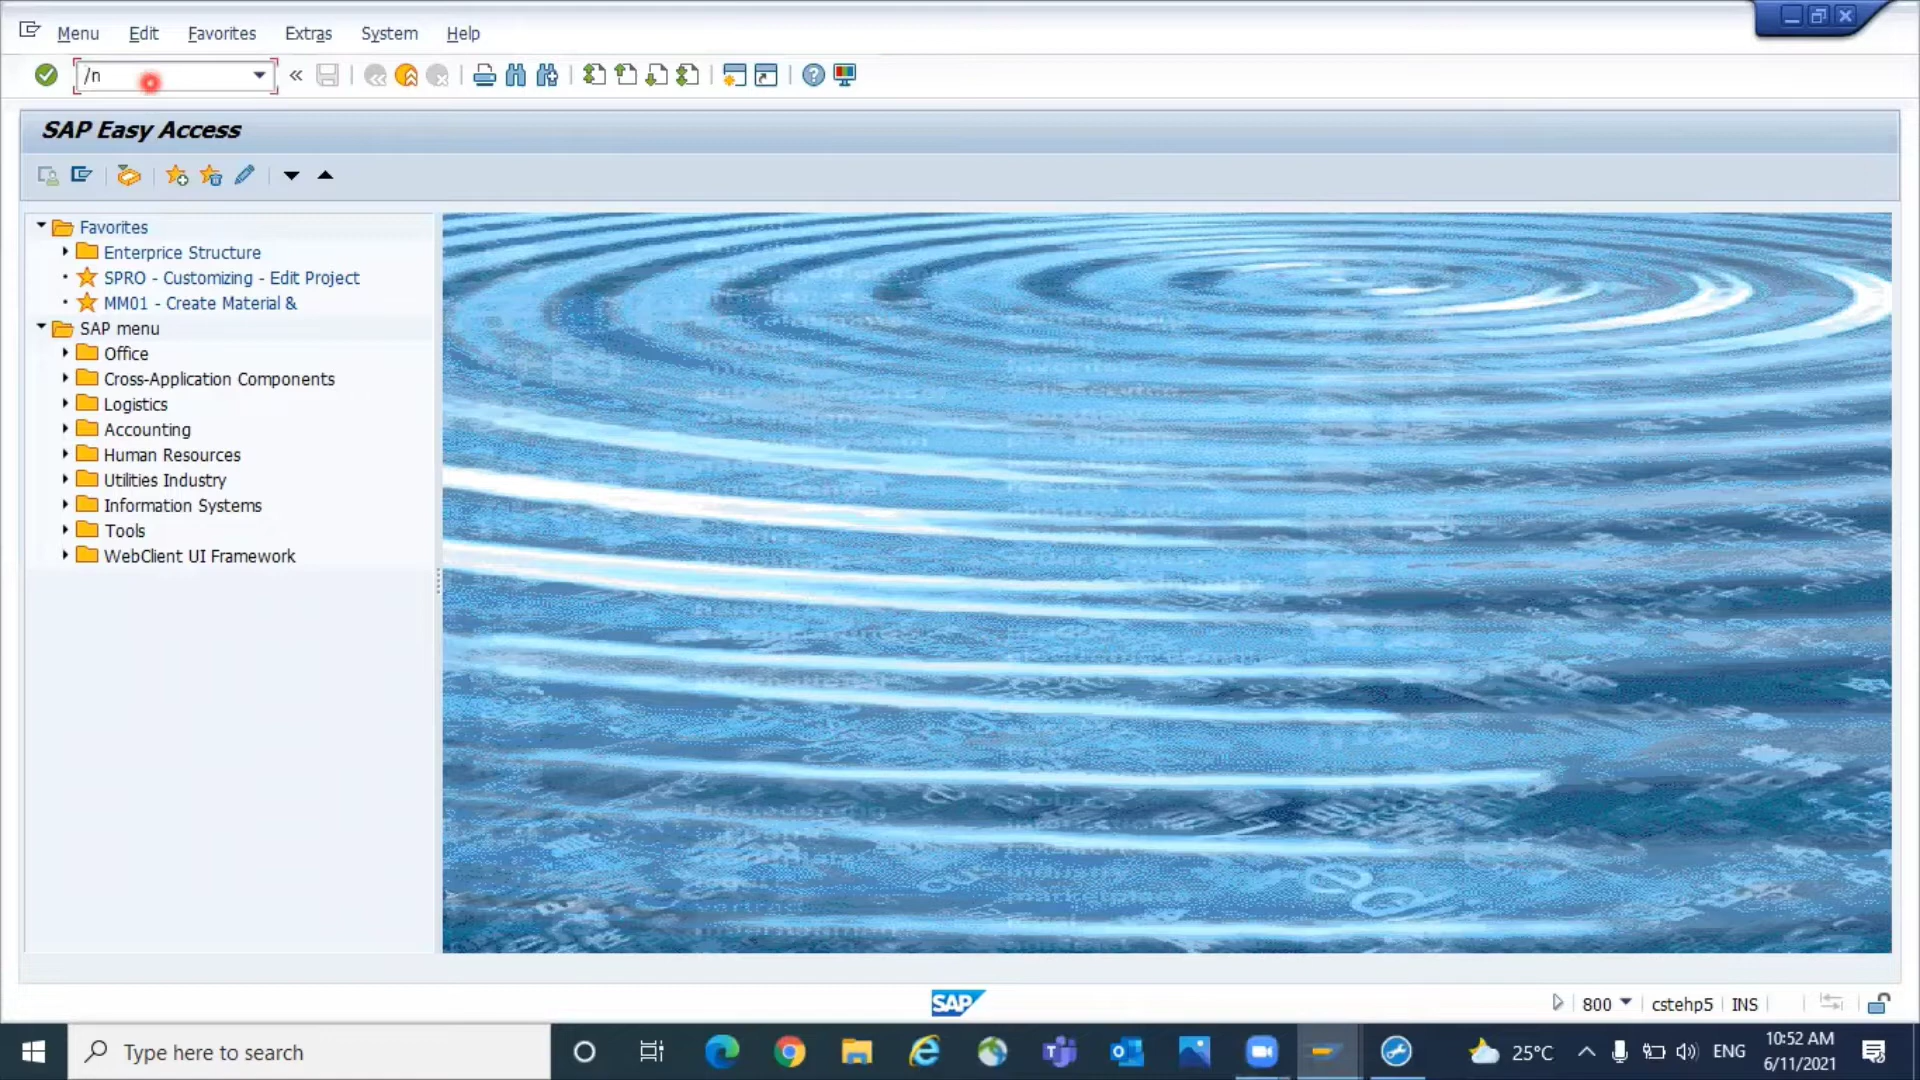 Menu Edit Favorites Extras System Help
/n
SAP Easy Access
Favorites
Enterprice Structure
SPRO - Customizing - Edit Project
MM01 - Create Material &
SAP menu
Office
Cross-Application Components
Logistics
Accounting
Human Resources
Utilities Industry
Information Systems
Tools
WebClient UI Framework
SAP
800 cstehp5 INS
Type here to search
25°C ENG
10:52 AM
6/11/2021